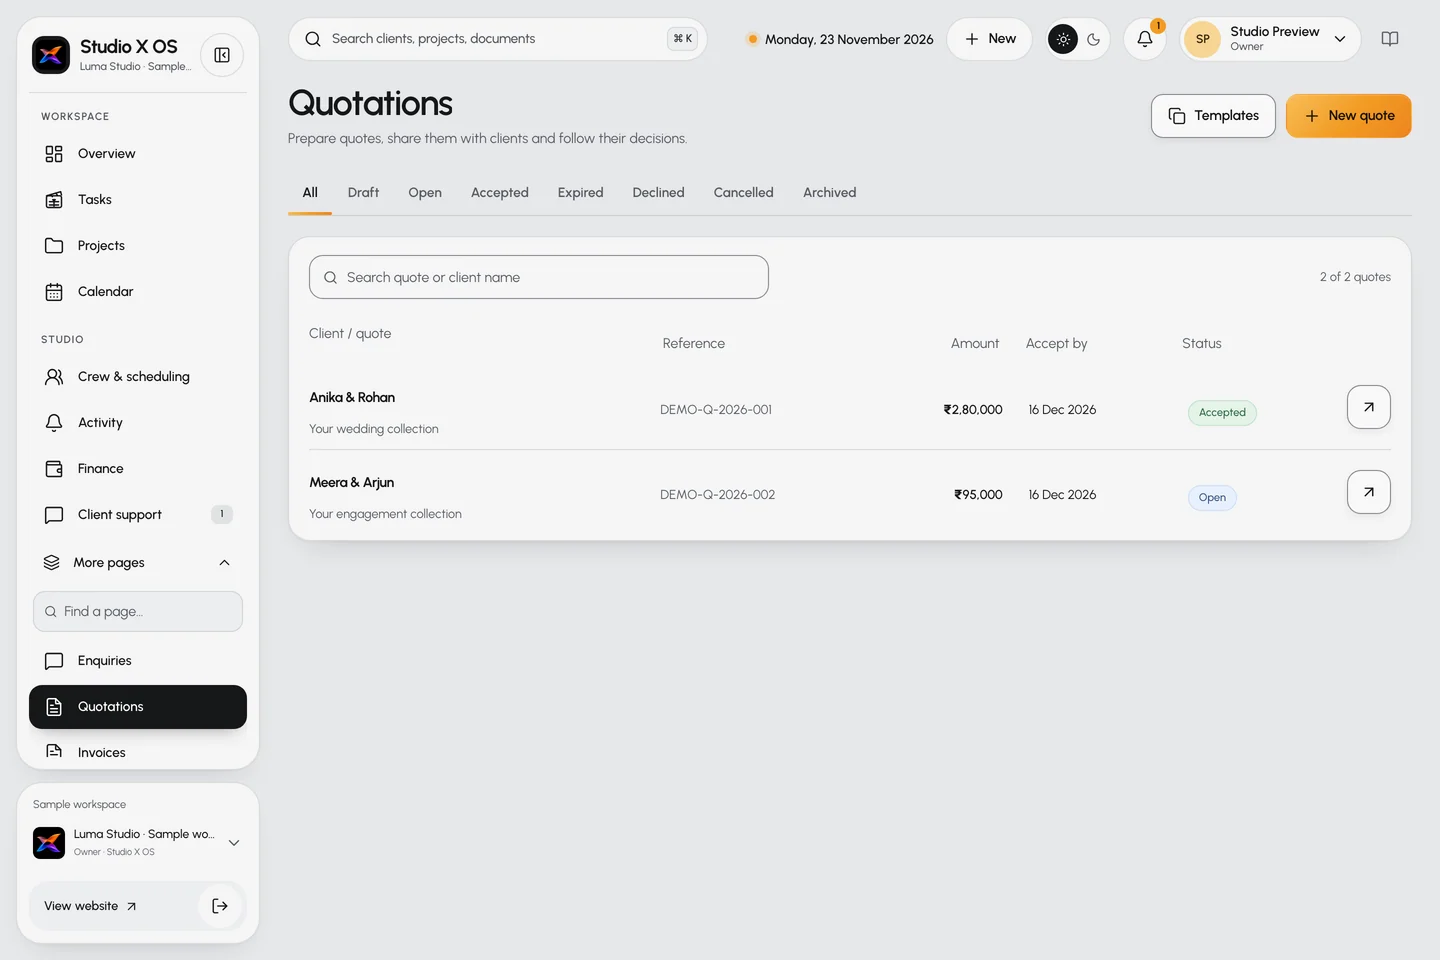 Studio X OS
Luma Studio · Sample...
WORKSPACE
Overview
Tasks
Projects
Calendar
STUDIO
Crew & scheduling
Activity
Finance
Client support 1
More pages
Find a page...
Enquiries
Quotations
Invoices
Sample workspace
Luma Studio · Sample wo...
Owner · Studio X OS
View website
Search clients, projects, documents ⌘ K
Monday, 23 November 2026
New
1
SP
Studio Preview
Owner
Quotations
Prepare quotes, share them with clients and follow their decisions.
Templates
New quote
All Draft Open Accepted Expired Declined Cancelled Archived
Search quote or client name
2 of 2 quotes
Client / quote Reference Amount Accept by Status
Anika & Rohan
Your wedding collection
DEMO-Q-2026-001 ₹2,80,000 16 Dec 2026 Accepted
Meera & Arjun
Your engagement collection
DEMO-Q-2026-002 ₹95,000 16 Dec 2026 Open